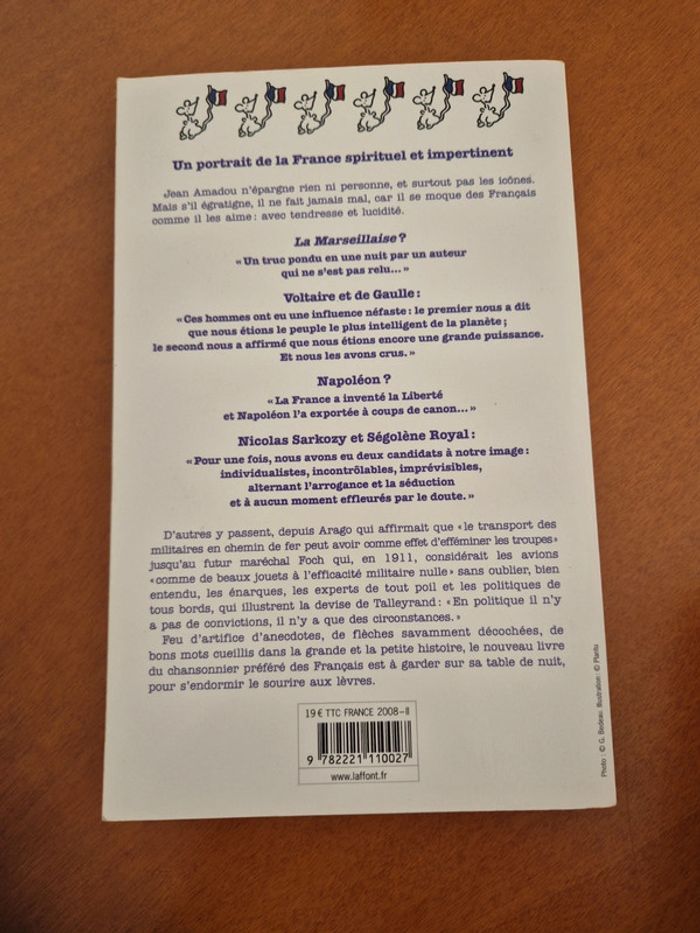 Un portrait de la France spirituel et impertinent
Jean Amadou n'épargne rien ni personne, et surtout pas les icônes.
Mais s'il égratigne, il ne fait jamais mal, car il se moque des Français
comme il les aime : avec tendresse et lucidité.
La Marseillaise ?
« Un truc pondu en une nuit par un auteur
qui ne s'est pas relu... »
Voltaire et de Gaulle :
« Ces hommes ont eu une influence néfaste : le premier nous a dit
que nous étions le peuple le plus intelligent de la planète ;
le second nous a affirmé que nous étions encore une grande puissance.
Et nous les avons crus. »
Napoléon ?
« La France a inventé la Liberté
et Napoléon l'a exportée à coups de canon... »
Nicolas Sarkozy et Ségolène Royal :
« Pour une fois, nous avons eu deux candidats à notre image :
individualistes, incontrôlables, imprévisibles,
alternant l'arrogance et la séduction
et à aucun moment effleurés par le doute. »
D'autres y passent, depuis Arago qui affirmait que « le transport des
militaires en chemin de fer peut avoir comme effet d'efféminer les troupes »
jusqu'au futur maréchal Foch qui, en 1911, considérait les avions
« comme de beaux jouets à l'efficacité militaire nulle » sans oublier, bien
entendu, les énarques, les experts de tout poil et les politiques de
tous bords, qui illustrent la devise de Talleyrand : « En politique il n'y
a pas de convictions, il n'y a que des circonstances. »
Feu d'artifice d'anecdotes, de flèches savamment décochées, de
bons mots cueillis dans la grande et la petite histoire, le nouveau livre
du chansonnier préféré des Français est à garder sur sa table de nuit,
pour s'endormir le sourire aux lèvres.
19 € TTC FRANCE 2008-II
9 782221 110027
www.laffont.fr
Photo : © G. Bedeau. Illustration : © Plantu